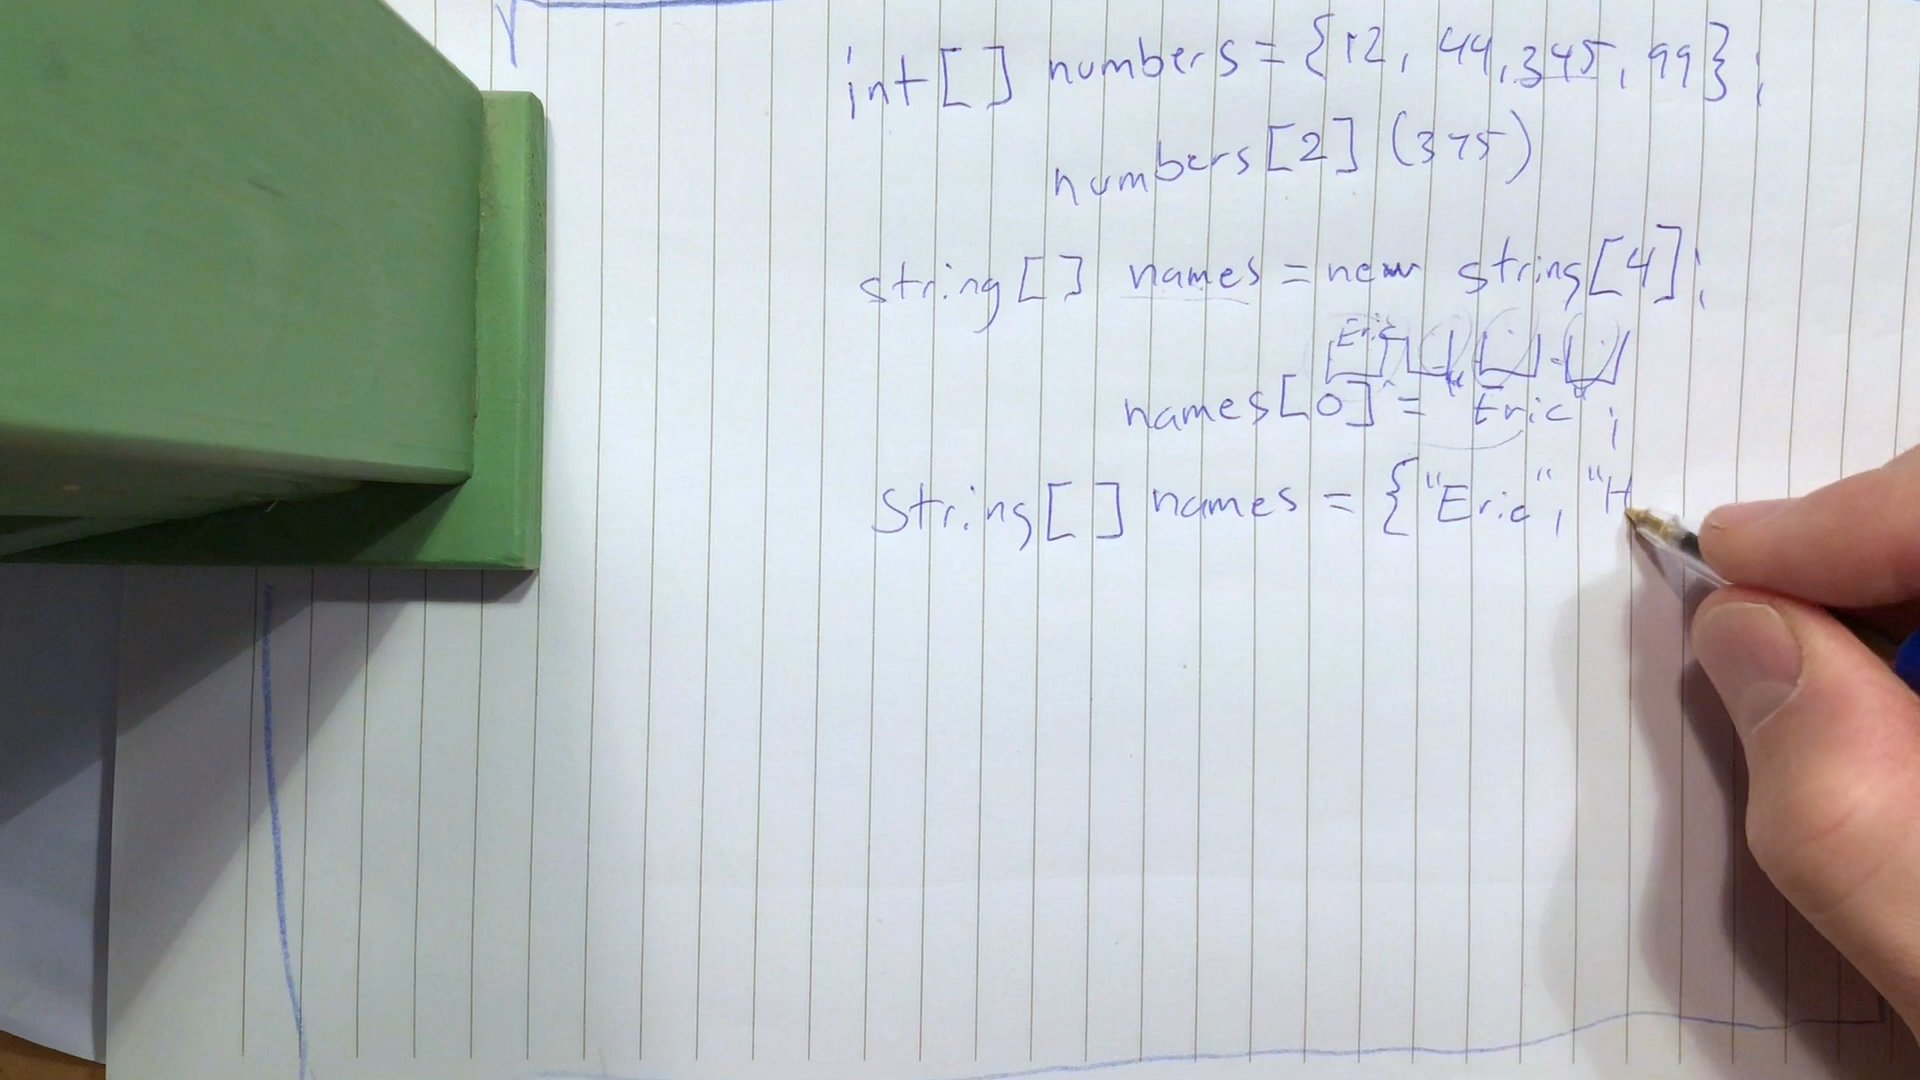 int[] numbers = {12, 44, 345, 99};
numbers[2] (345)
string[] names = new string[4];
Eric
names[0] = "Eric";
String[] names = {"Eric", "H